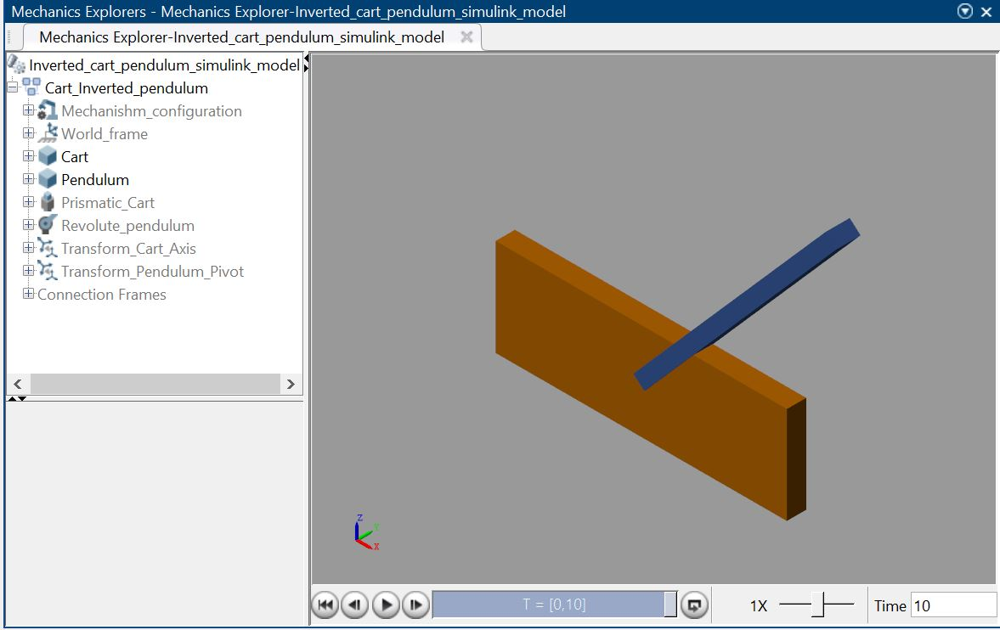 Mechanics Explorers - Mechanics Explorer-Inverted_cart_pendulum_simulink_model
Mechanics Explorer-Inverted_cart_pendulum_simulink_model
Inverted_cart_pendulum_simulink_model
Cart_Inverted_pendulum
Mechanishm_configuration
World_frame
Cart
Pendulum
Prismatic_Cart
Revolute_pendulum
Transform_Cart_Axis
Transform_Pendulum_Pivot
Connection Frames
Z
Y
X
T = [0,10]
1X
Time 10